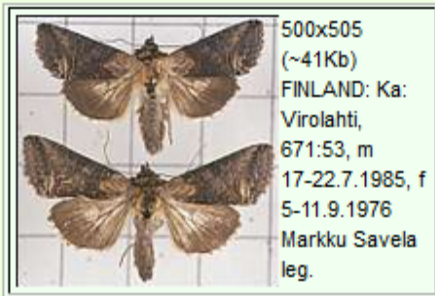 500x505
(~41Kb)
FINLAND: Ka:
Virolahti,
671:53, m
17-22.7.1985, f
5-11.9.1976
Markku Savela
leg.